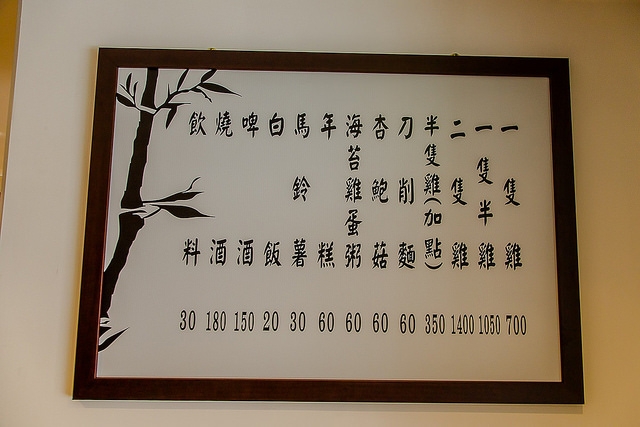 一隻雞 700
一隻半雞 1050
二隻雞 1400
半隻雞(加點) 350
刀削麵 60
杏鮑菇 60
海苔雞蛋粥 60
年糕 60
馬鈴薯 30
白飯 20
啤酒 150
燒酒 180
飲料 30